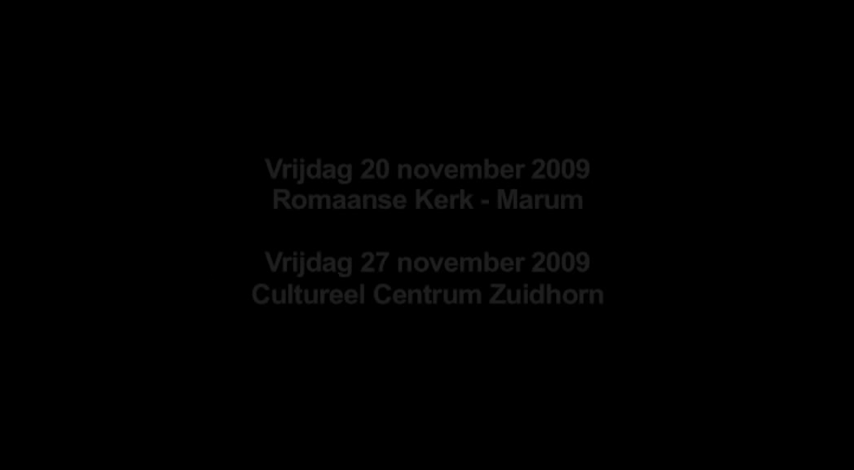 Vrijdag 20 november 2009
Romaanse Kerk - Marum
Vrijdag 27 november 2009
Cultureel Centrum Zuidhorn